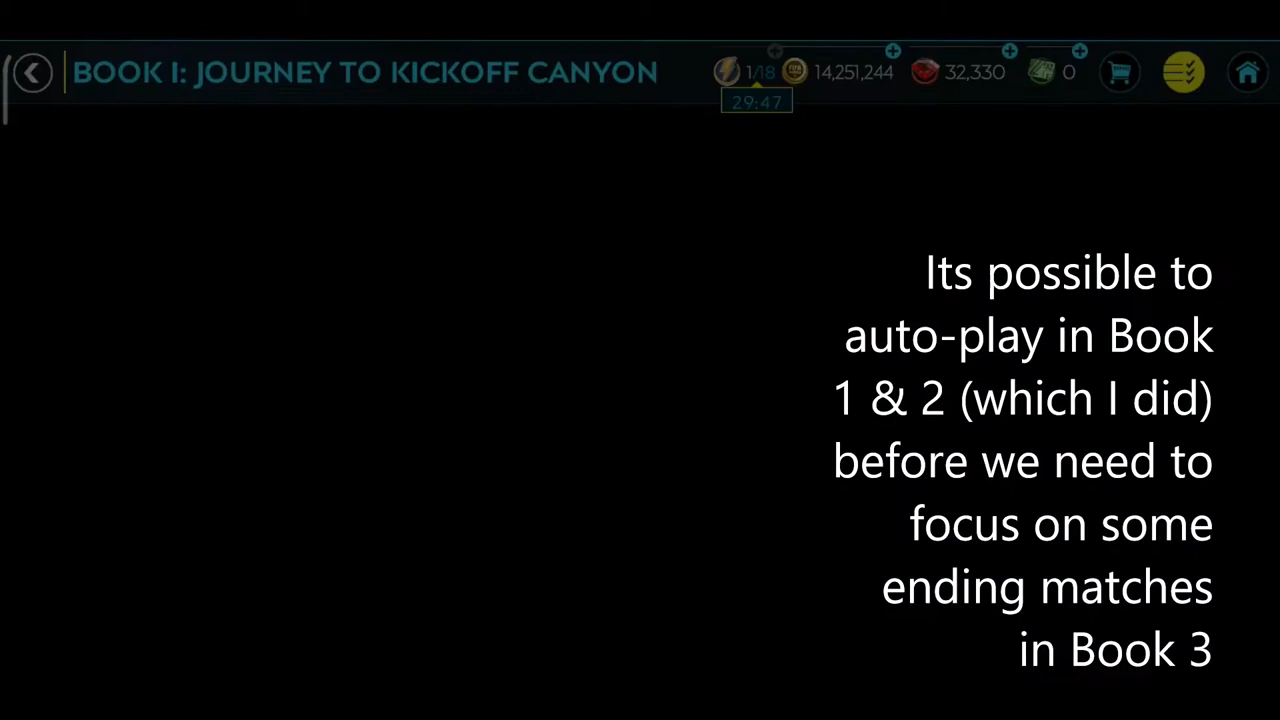 BOOK I: JOURNEY TO KICKOFF CANYON 1/18 14,251,244 32,330 0
29:47
Its possible to
auto-play in Book
1 & 2 (which I did)
before we need to
focus on some
ending matches
in Book 3